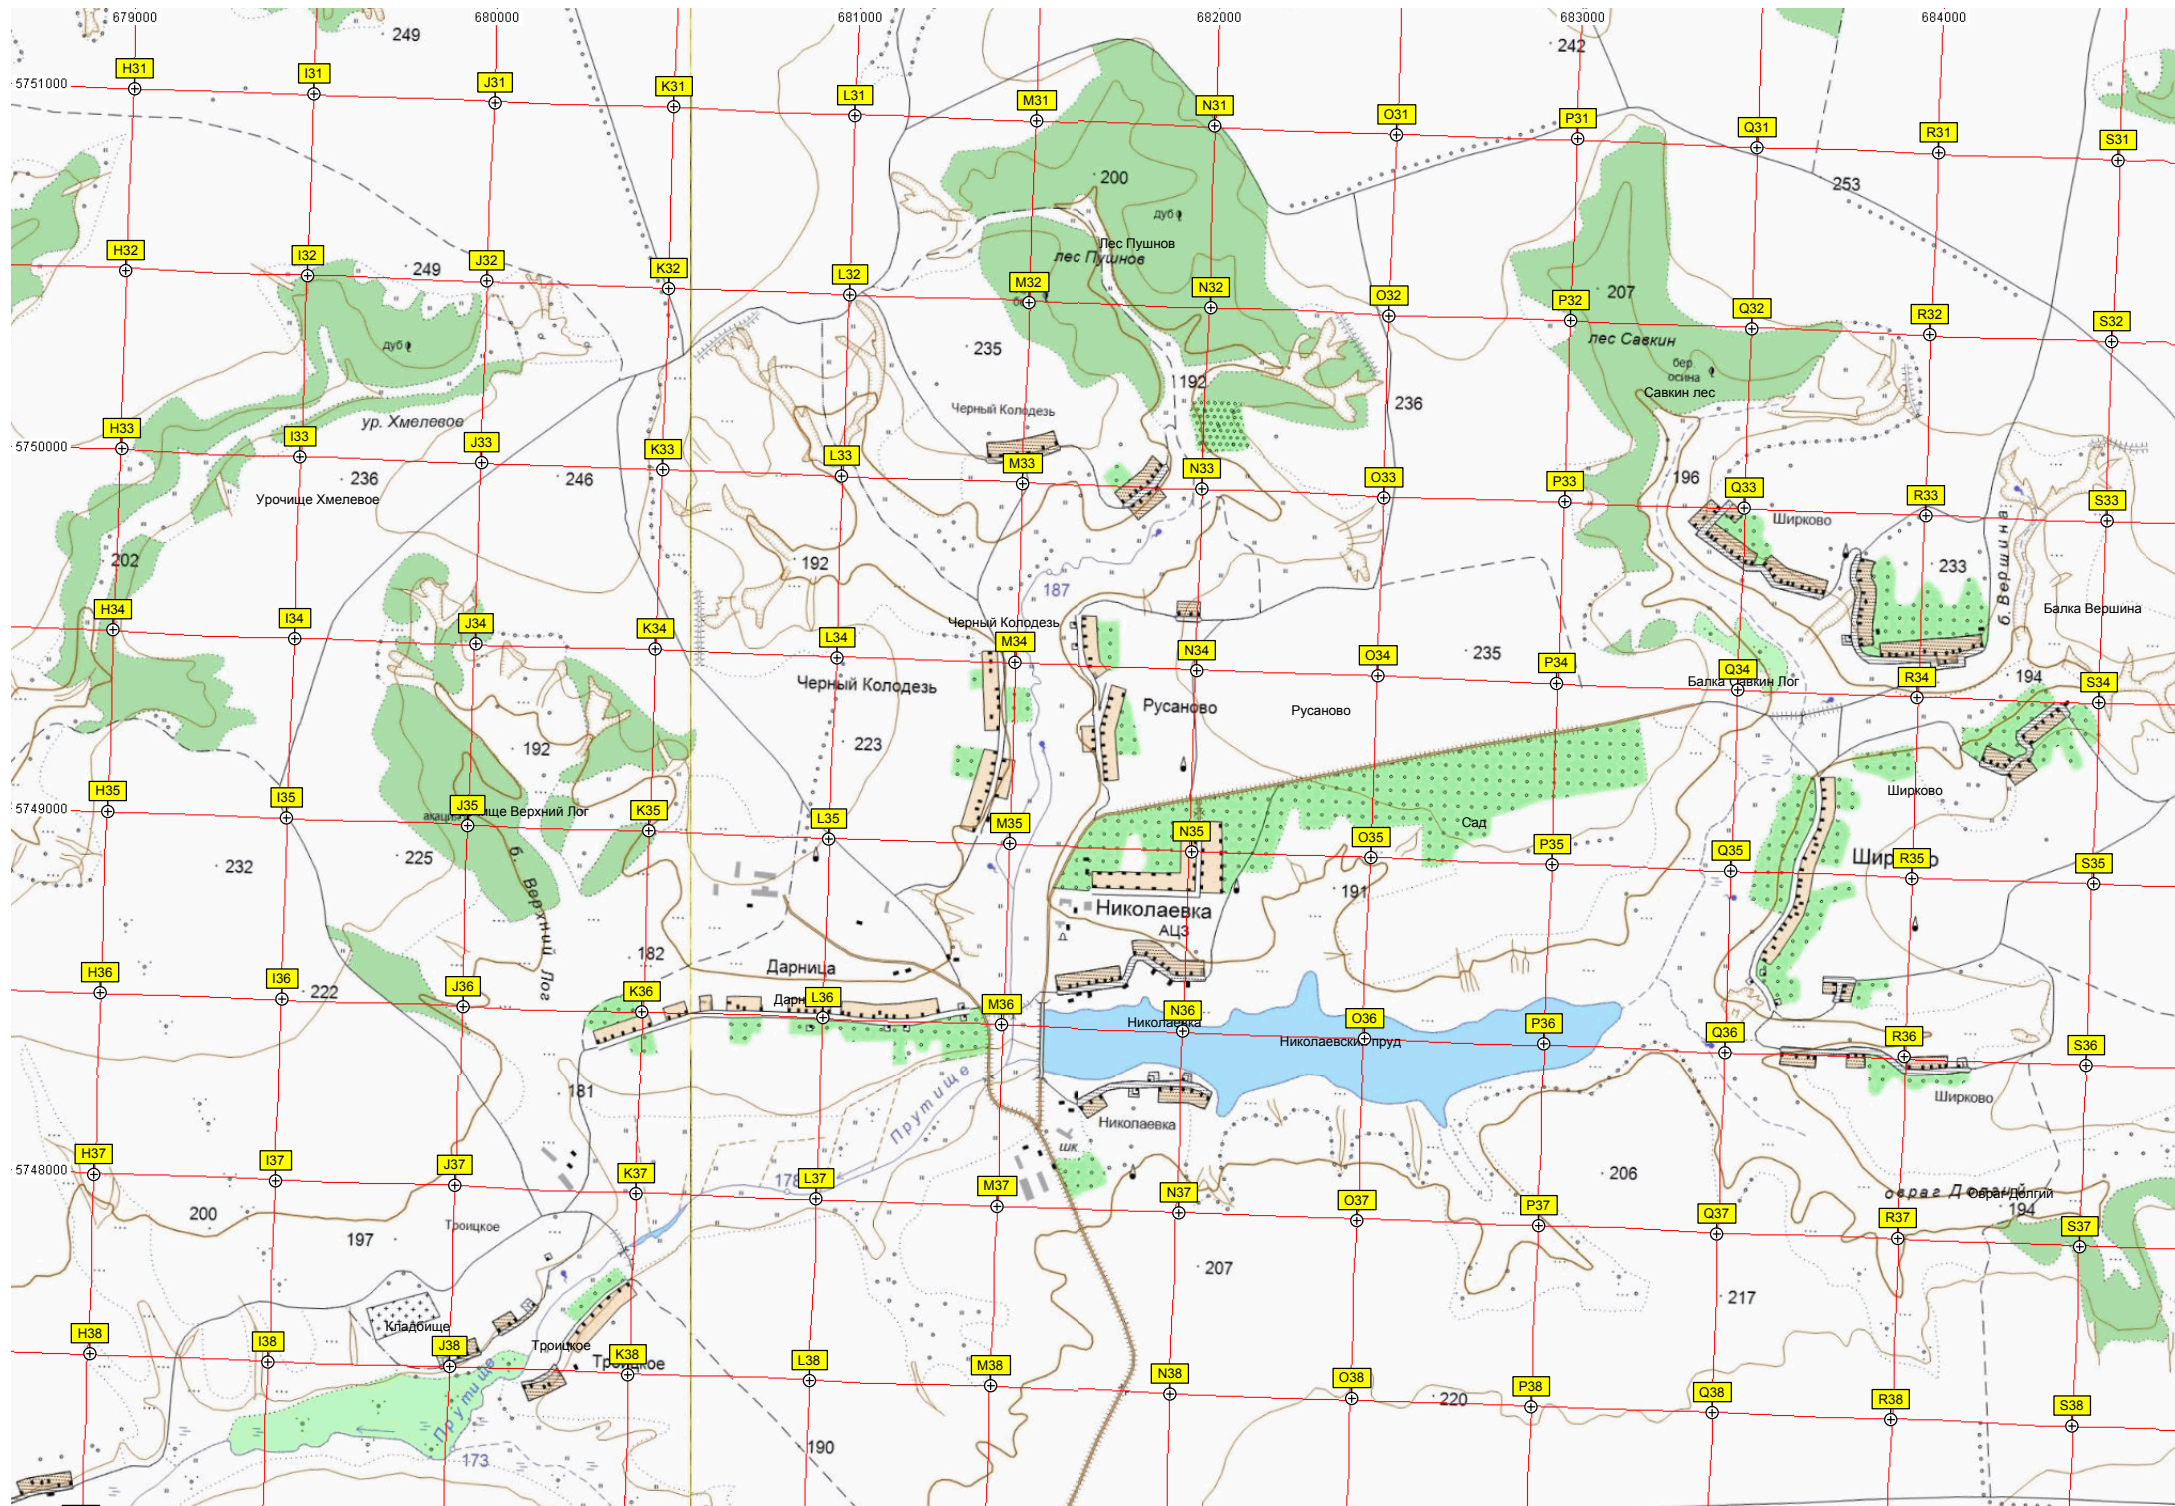 679000 680000 681000 682000 683000 684000
249 242
5751000
H31 I31 J31 K31 L31 M31 N31 O31 P31 Q31 R31 S31
200 253
дуб
Лес Пушнов
лес Пушнов
H32 I32 J32 K32 L32 M32 N32 O32 P32 Q32 R32 S32
249 207
235
дуб
лес Савкин
бер.
осина
Савкин лес
192 236
Черный Колодезь
ур. Хмелевое
5750000
H33 I33 J33 K33 L33 M33 N33 O33 P33 Q33 R33 S33
236 246 196
Урочище Хмелевое
Ширково
202 192 187 233
б. Вершина
Балка Вершина
Черный Колодезь
H34 I34 J34 K34 L34 M34 N34 O34 P34 Q34 R34 S34
235 194
Балка Савкин Лог
Черный Колодезь
Русаново
Русаново
192 223
5749000
H35 I35 J35 K35 L35 M35 N35 O35 P35 Q35 R35 S35
ище Верхний Лог
Ширково
Сад
232 225 191
б. Верхний Лог
Николаевка
АЦЗ
182
Дарница
H36 I36 J36 K36 L36 M36 N36 O36 P36 Q36 R36 S36
222
Николаевка
Николаевский пруд
181
Прутище
Николаевка
Ширково
шк.
5748000
H37 I37 J37 K37 L37 M37 N37 O37 P37 Q37 R37 S37
178 206
овраг Долгий
Овраг Долгий
194
200 197
Троицкое
207 217
Кладбище
H38 I38 J38 K38 L38 M38 N38 O38 P38 Q38 R38 S38
Троицкое
Троицкое
Прутище
220
173 190